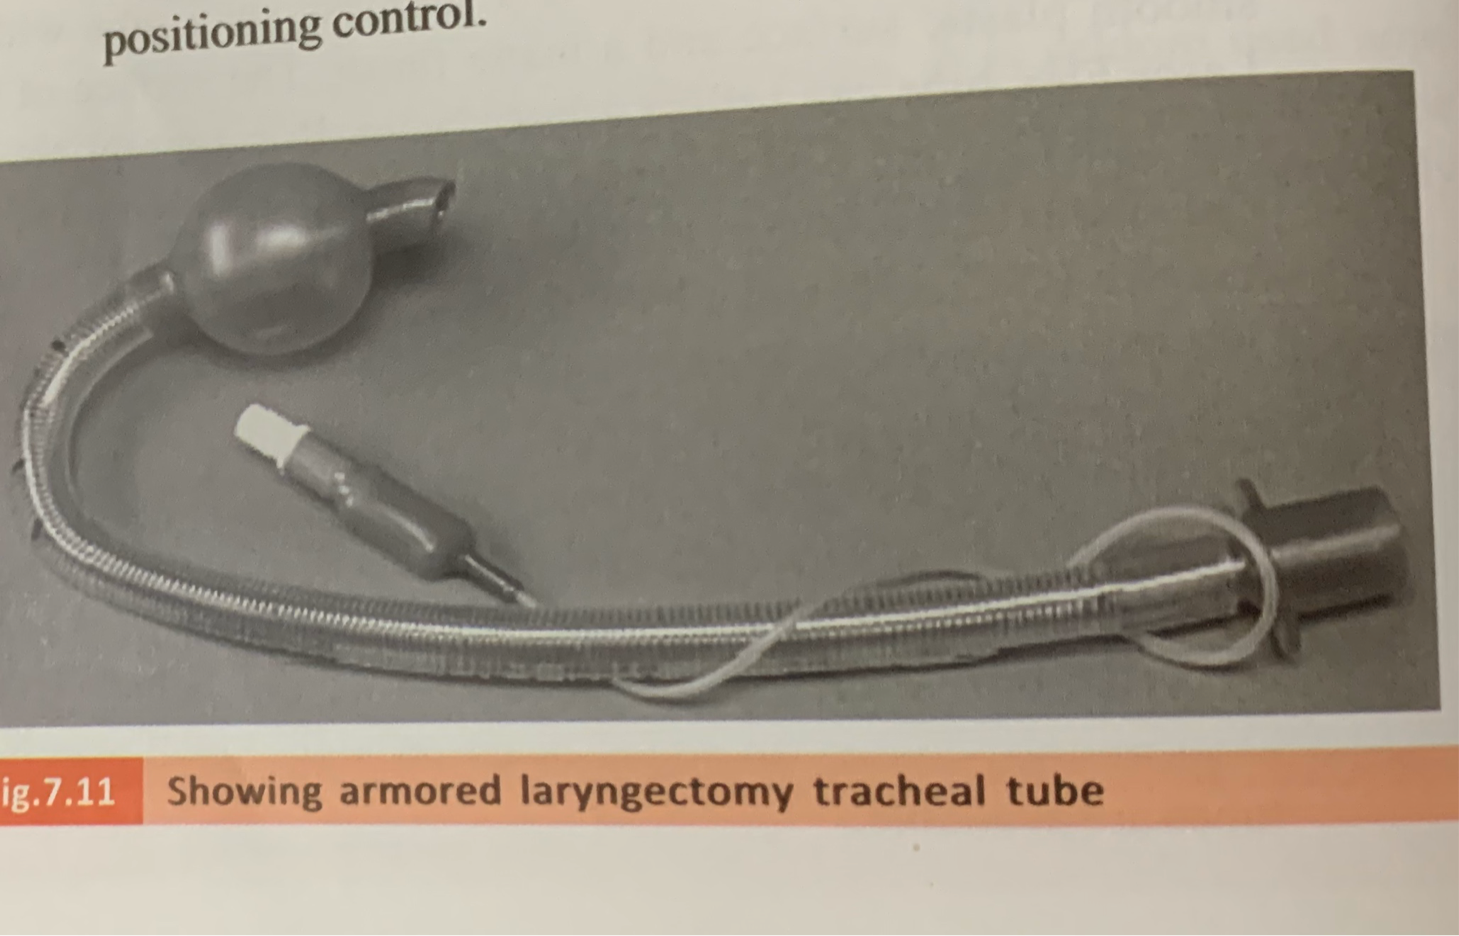 positioning control.
ig.7.11 Showing armored laryngectomy tracheal tube